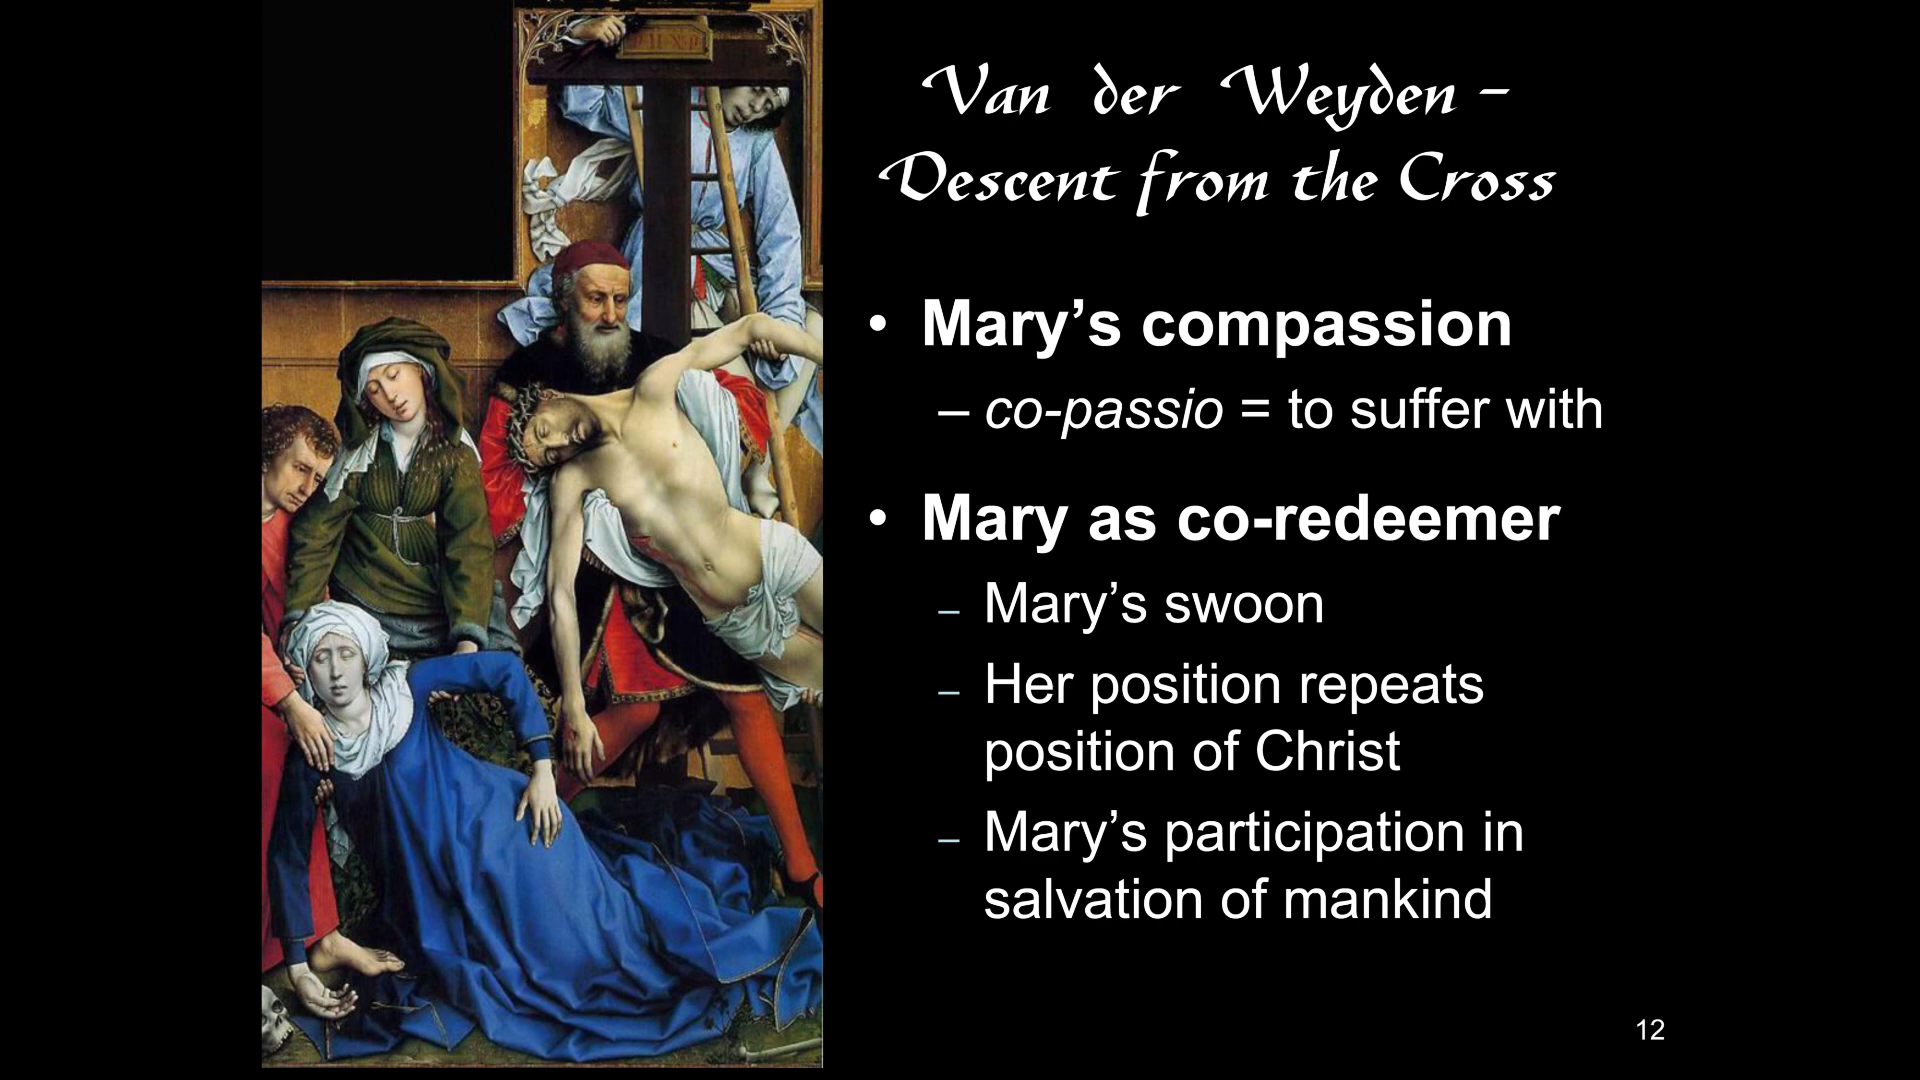 Van der Weyden –
Descent from the Cross
• Mary’s compassion
– co-passio = to suffer with
• Mary as co-redeemer
– Mary’s swoon
– Her position repeats
position of Christ
– Mary’s participation in
salvation of mankind
12